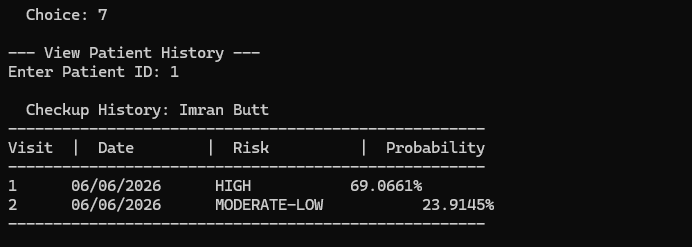 Choice: 7
--- View Patient History ---
Enter Patient ID: 1
Checkup History: Imran Butt
-----------------------------------------------------
Visit  |  Date        |  Risk          |  Probability
-----------------------------------------------------
1      06/06/2026      HIGH           69.0661%
2      06/06/2026      MODERATE-LOW           23.9145%
-----------------------------------------------------